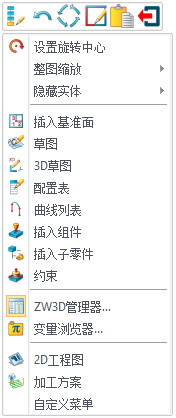 设置旋转中心
整图缩放
隐藏实体
插入基准面
草图
3D草图
配置表
曲线列表
插入组件
插入子零件
约束
ZW3D管理器...
变量浏览器...
2D工程图
加工方案
自定义菜单